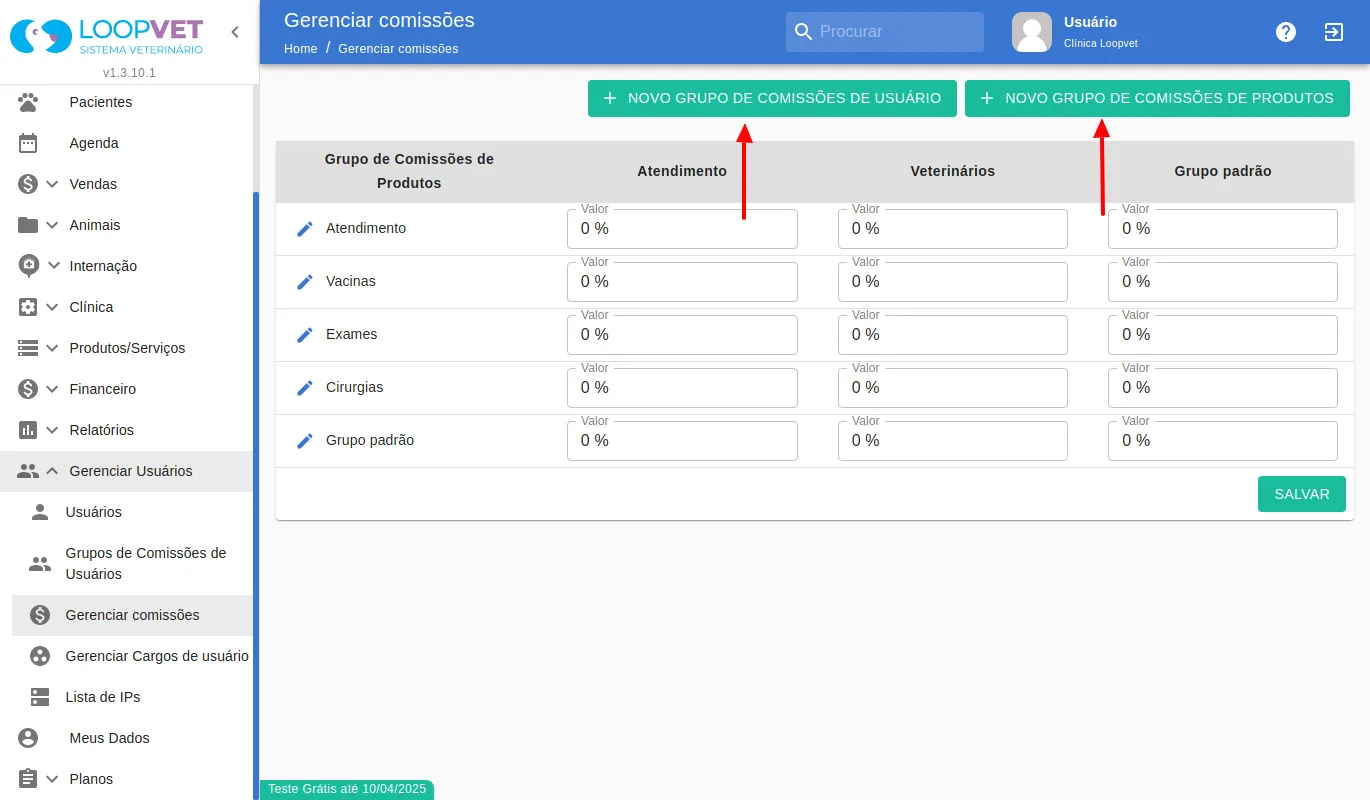 LOOPVET
SISTEMA VETERINÁRIO
v1.3.10.1
Pacientes
Agenda
Vendas
Animais
Internação
Clínica
Produtos/Serviços
Financeiro
Relatórios
Gerenciar Usuários
Usuários
Grupos de Comissões de
Usuários
Gerenciar comissões
Gerenciar Cargos de usuário
Lista de IPs
Meus Dados
Planos
Gerenciar comissões
Home / Gerenciar comissões
Procurar
Usuário
Clínica Loopvet
+ NOVO GRUPO DE COMISSÕES DE USUÁRIO
+ NOVO GRUPO DE COMISSÕES DE PRODUTOS
Grupo de Comissões de
Produtos
Atendimento
Veterinários
Grupo padrão
Valor Valor Valor
Atendimento 0 % 0 % 0 %
Valor Valor Valor
Vacinas 0 % 0 % 0 %
Valor Valor Valor
Exames 0 % 0 % 0 %
Valor Valor Valor
Cirurgias 0 % 0 % 0 %
Valor Valor Valor
Grupo padrão 0 % 0 % 0 %
SALVAR
Teste Grátis até 10/04/2025